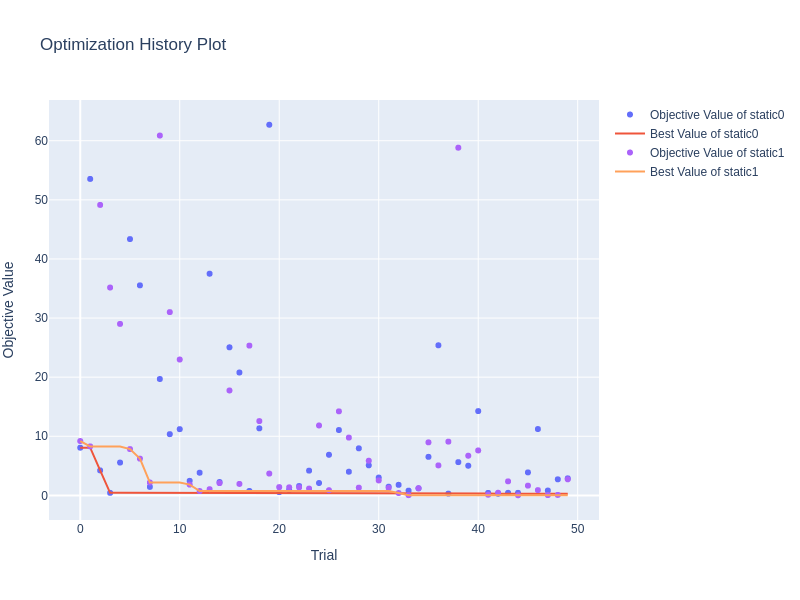 Optimization History Plot
Objective Value of static0
Best Value of static0
Objective Value of static1
Best Value of static1
60
50
40
30
20
10
0
Objective Value
0 10 20 30 40 50
Trial